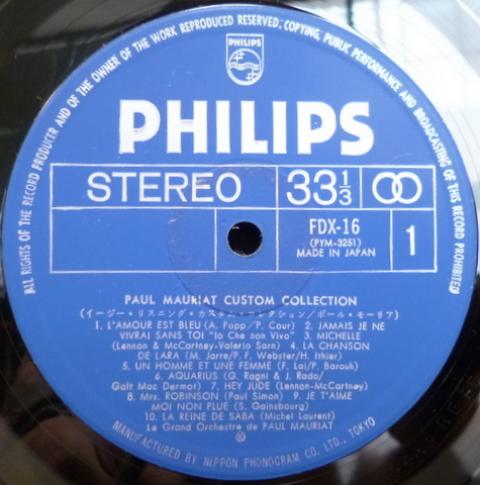 ALL RIGHTS OF THE RECORD PRODUCER AND OF THE OWNER OF THE WORK REPRODUCED RESERVED. COPYING, PUBLIC PERFORMANCE AND BROADCASTING OF THIS RECORD PROHIBITED
PHILIPS
PHILIPS
STEREO 33 1/3
FDX-16
(PYM-3251)
MADE IN JAPAN
1
PAUL MAURIAT CUSTOM COLLECTION
(イージー・リスニング・カスタム・コレクション/ポール・モーリア)
1. L'AMOUR EST BLEU (A. Popp/P. Cour) 2. JAMAIS JE NE
VIVRAI SANS TOI "Io Che non Vivo" 3. MICHELLE
(Lennon & McCartney-Valerio Sarn) 4. LA CHANSON
DE LARA (M. Jarre/P.F. Webster/H. Ithier)
5. UN HOMME ET UNE FEMME (F. Lai/P. Barouh)
6. AQUARIUS (G. Ragni & J. Rado/
Galt Mac Dermot) 7. HEY JUDE (Lennon-McCartney)
8. Mrs. ROBINSON (Paul Simon) 9. JE T'AIME
MOI NON PLUE (S. Gainsbourg)
10. LA REINE DE SABA (Michel Laurent)
Le Grand Orchestre de PAUL MAURIAT
Ⓟ
MANUFACTURED BY NIPPON PHONOGRAM CO. LTD., TOKYO